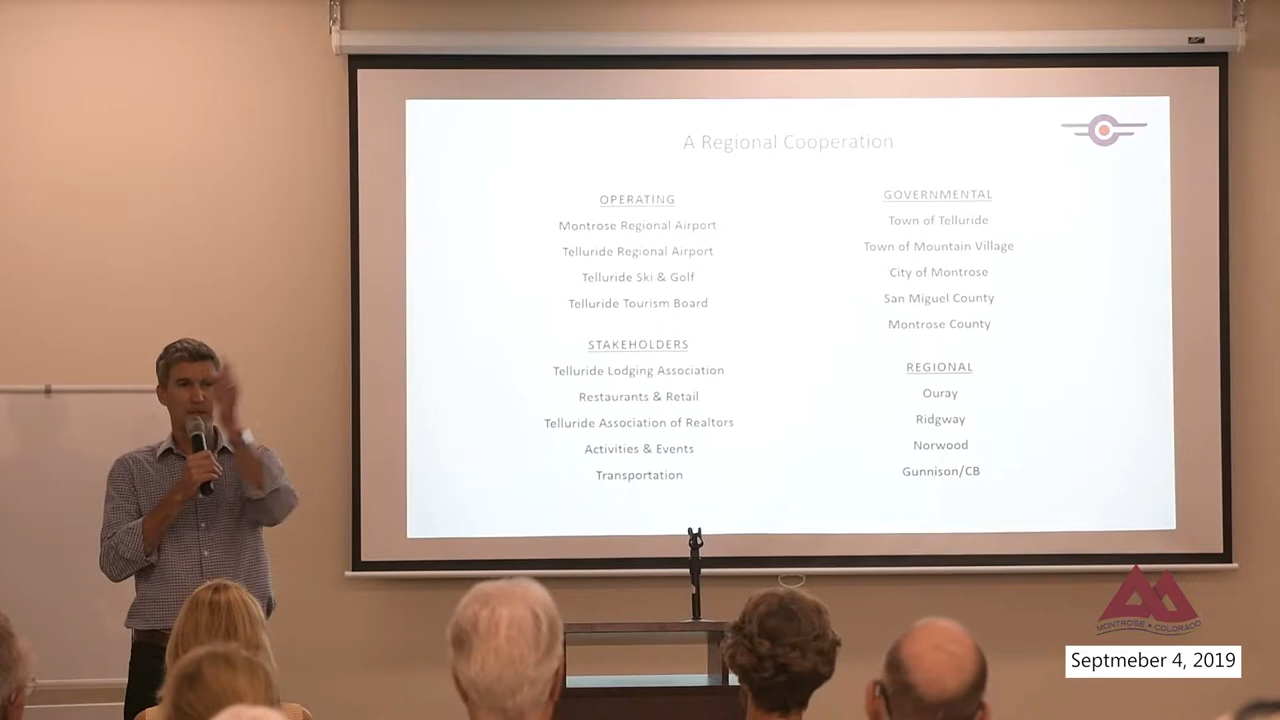 A Regional Cooperation
OPERATING
Montrose Regional Airport
Telluride Regional Airport
Telluride Ski & Golf
Telluride Tourism Board
STAKEHOLDERS
Telluride Lodging Association
Restaurants & Retail
Telluride Association of Realtors
Activities & Events
Transportation
GOVERNMENTAL
Town of Telluride
Town of Mountain Village
City of Montrose
San Miguel County
Montrose County
REGIONAL
Ouray
Ridgway
Norwood
Gunnison/CB
MONTROSE • COLORADO
Septmeber 4, 2019